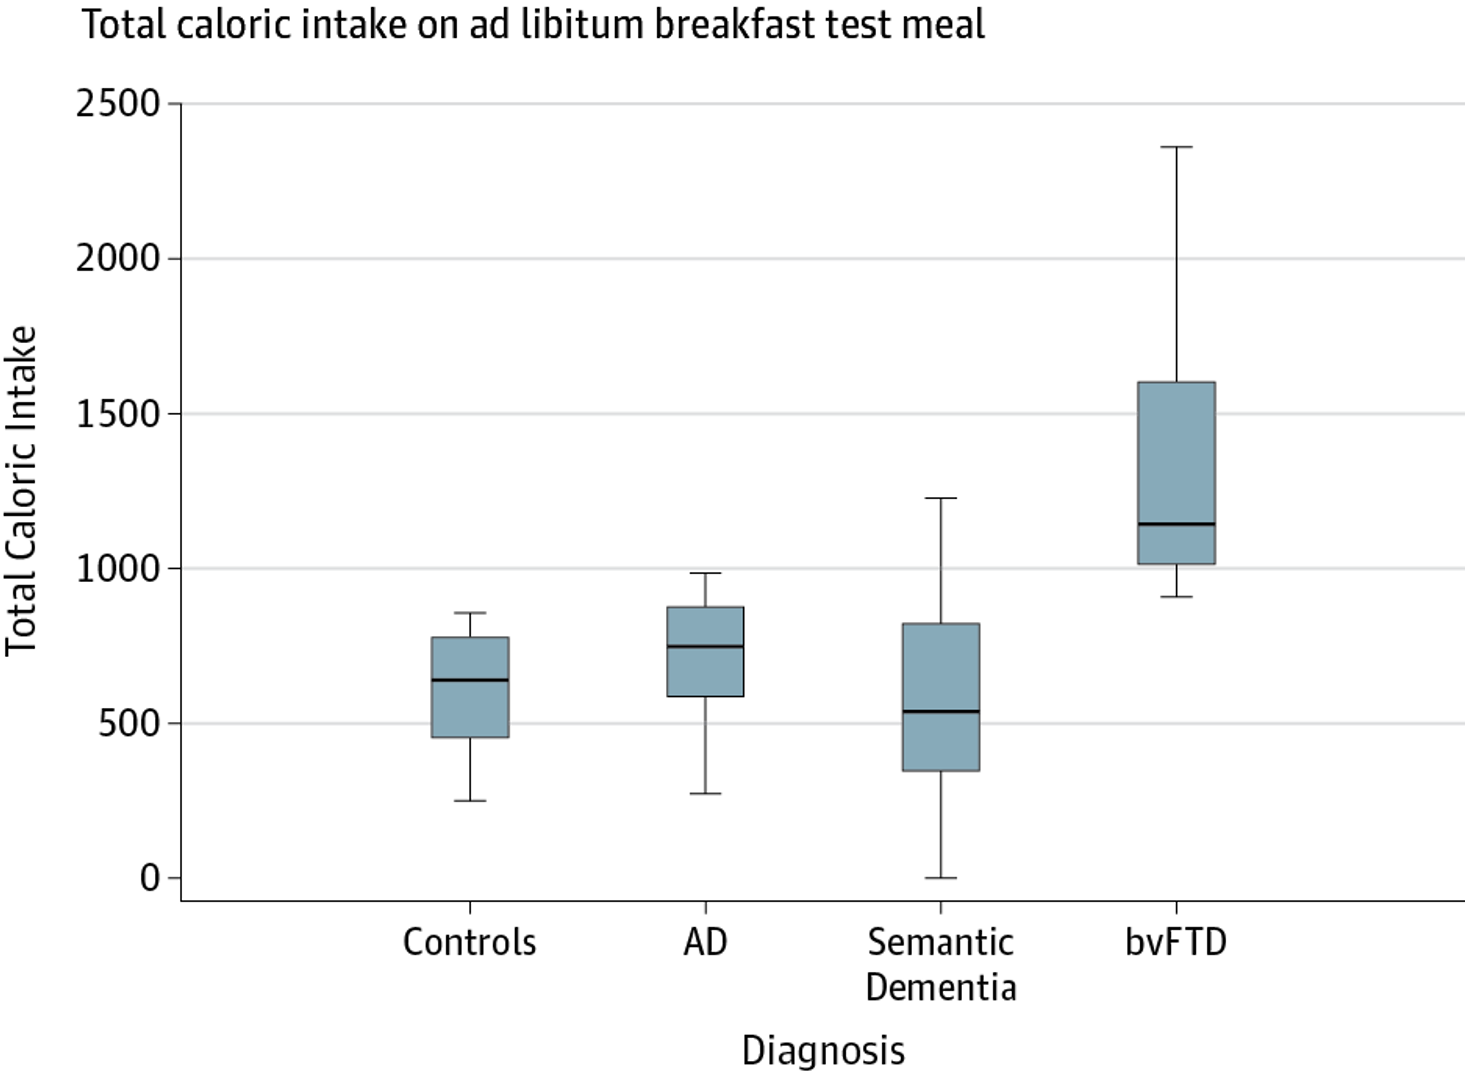 Total caloric intake on ad libitum breakfast test meal
2500
2000
1500
1000
500
0
Total Caloric Intake
Controls
AD
Semantic
Dementia
bvFTD
Diagnosis